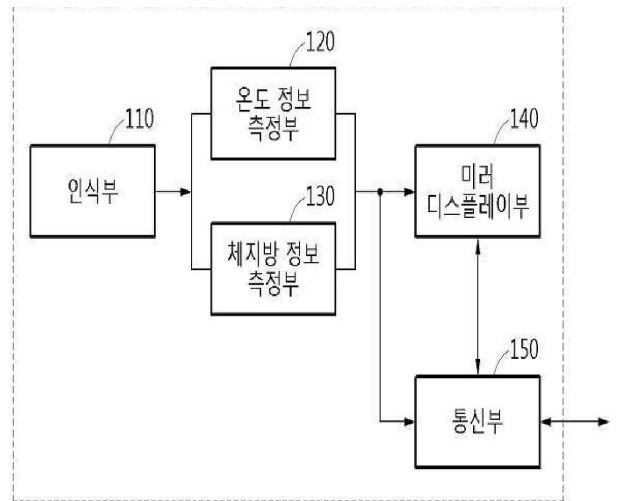 110
인식부
120
온도 정보
측정부
130
체지방 정보
측정부
140
미러
디스플레이부
150
통신부